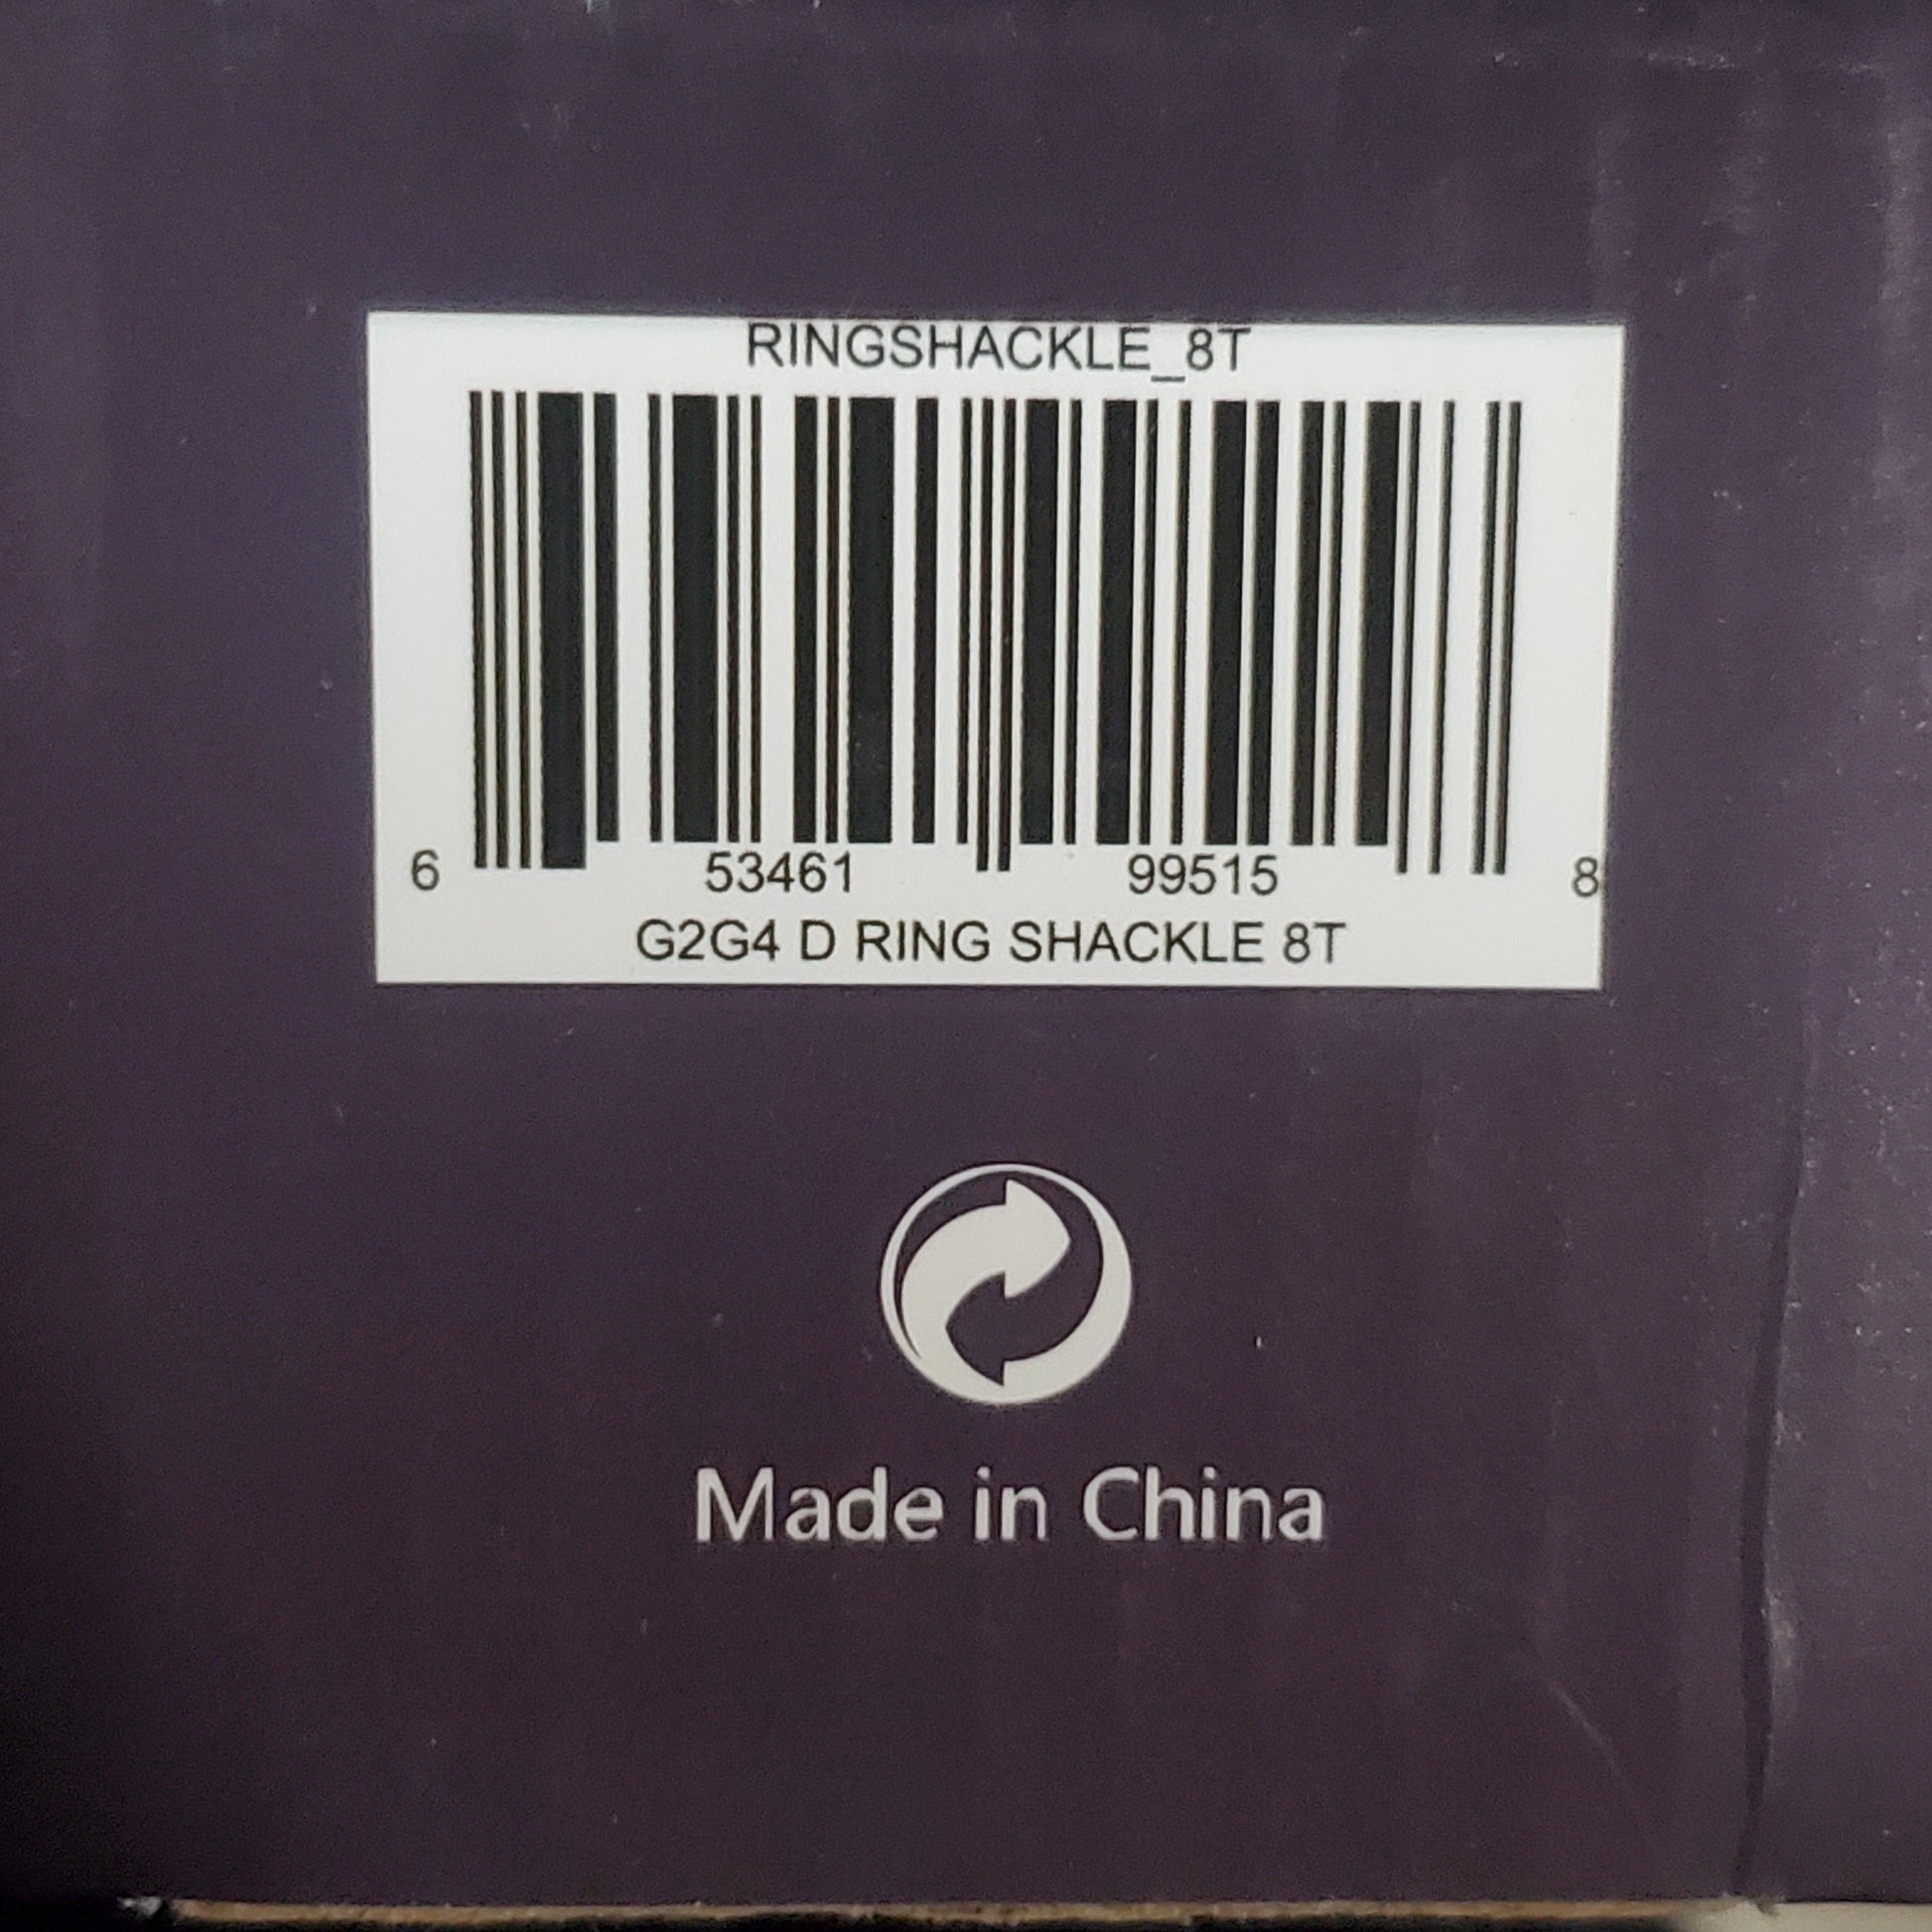 RINGSHACKLE_8T
6 53461 99515 8
G2G4 D RING SHACKLE 8T
Made in China